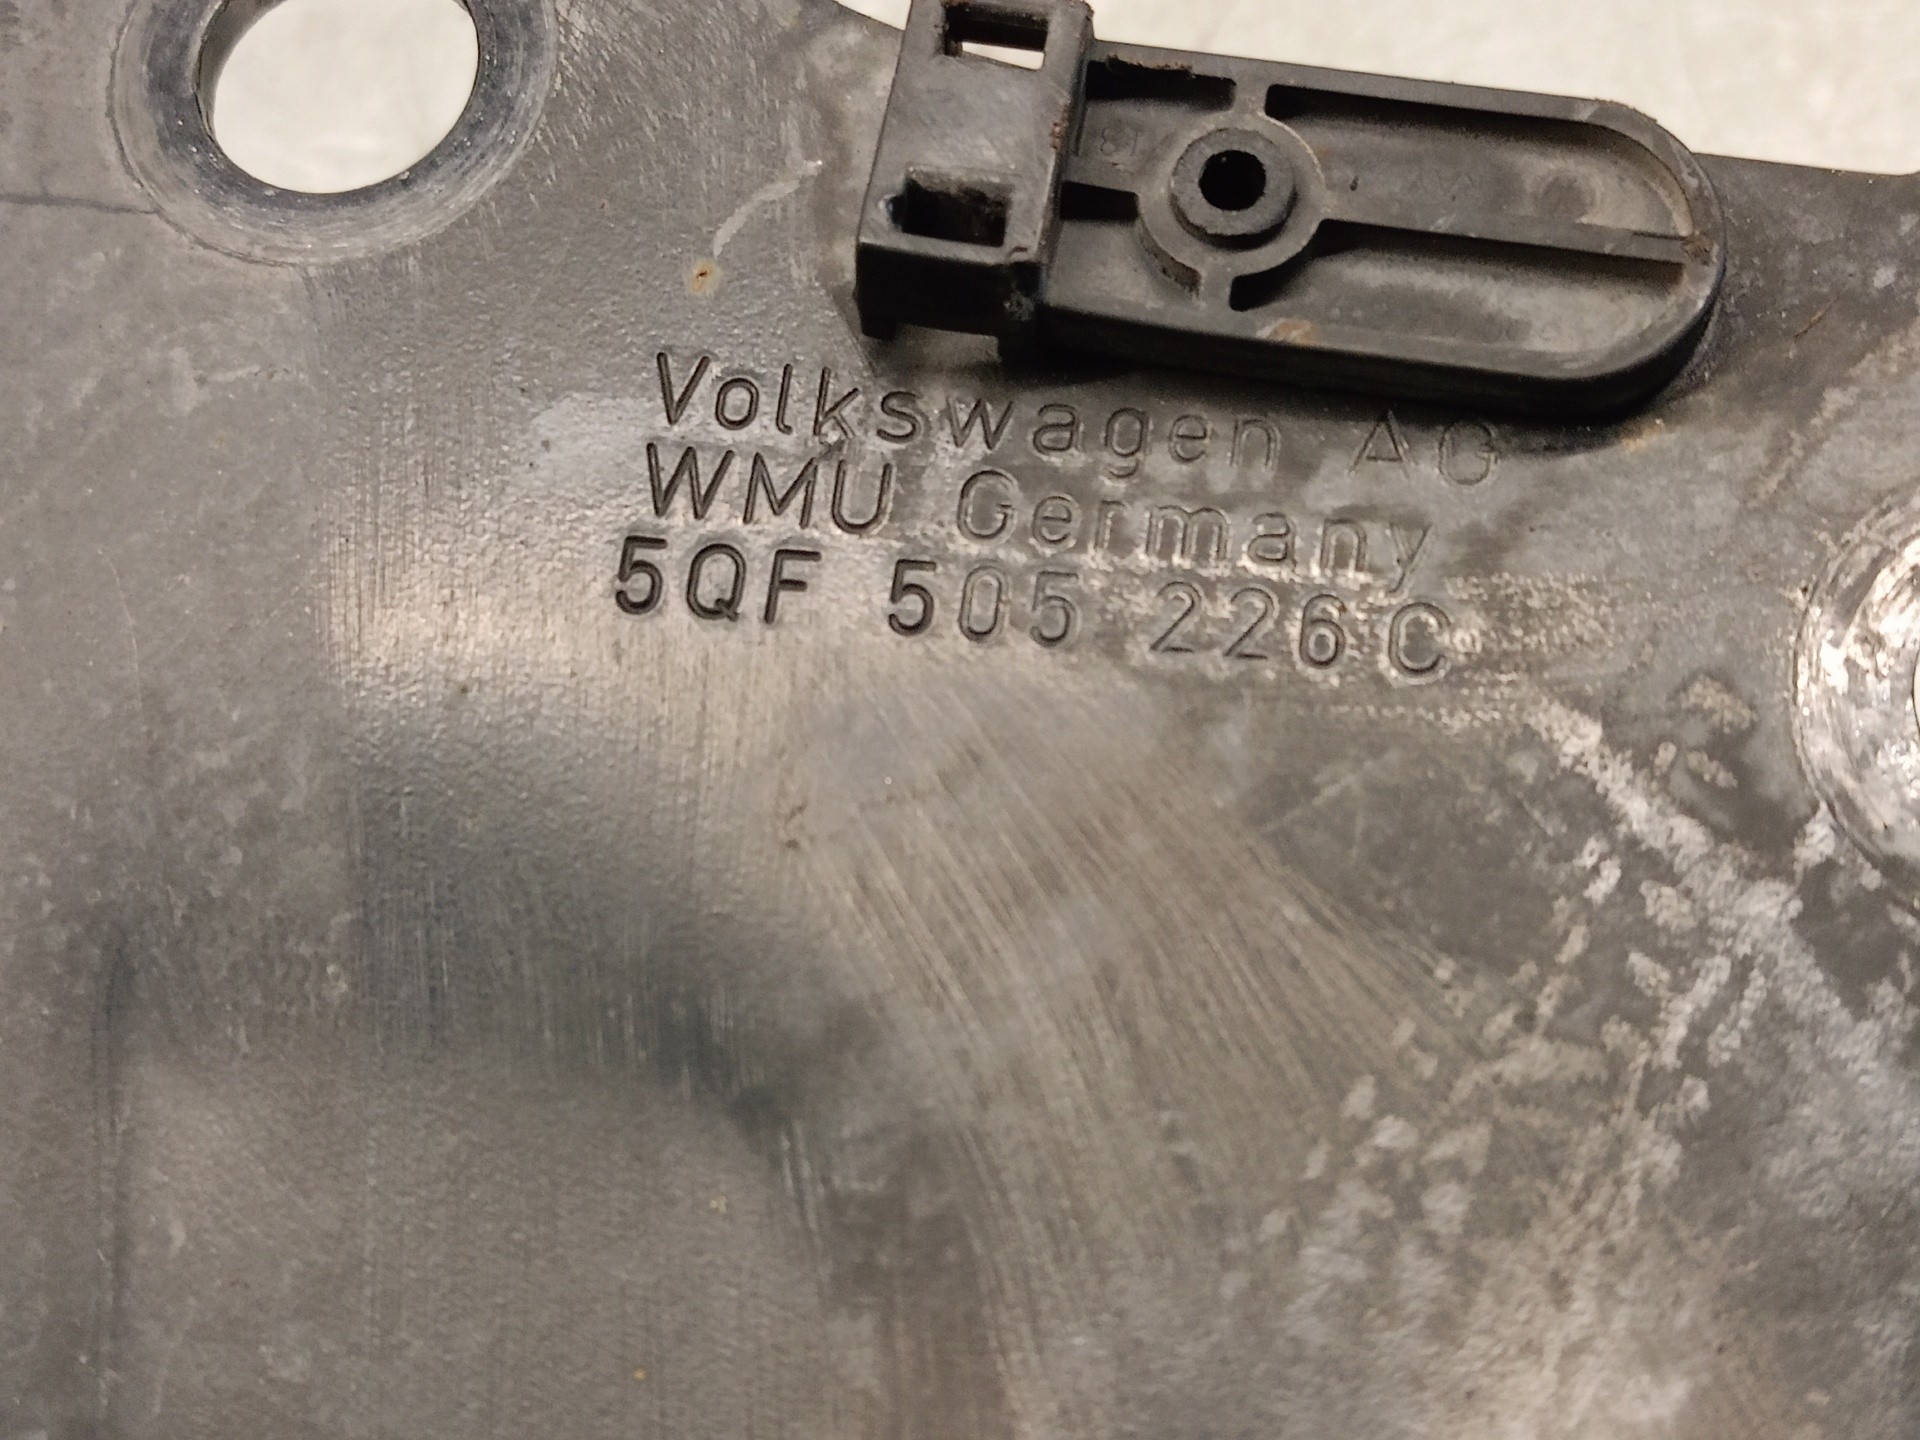 Volkswagen AG
WMU Germany
5QF 505 226 C